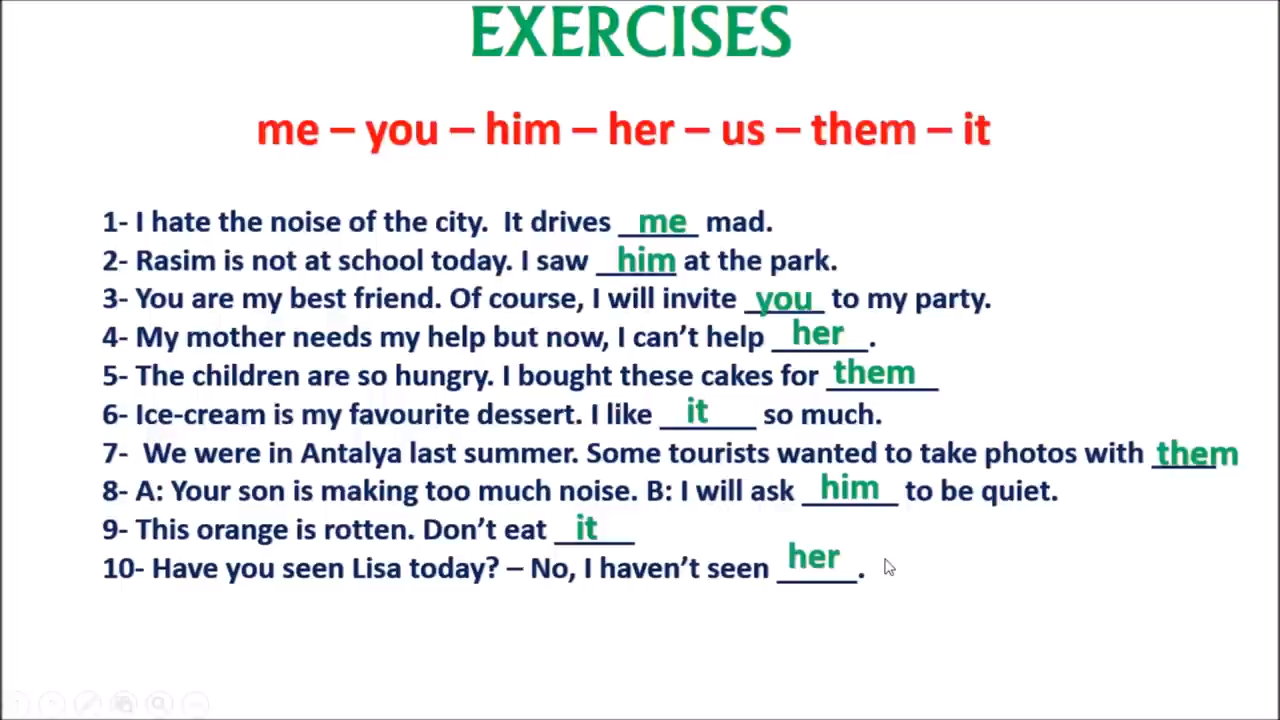 EXERCISES
me – you – him – her – us – them – it
1- I hate the noise of the city. It drives me mad.
2- Rasim is not at school today. I saw him at the park.
3- You are my best friend. Of course, I will invite you to my party.
4- My mother needs my help but now, I can’t help her.
5- The children are so hungry. I bought these cakes for them
6- Ice-cream is my favourite dessert. I like it so much.
7- We were in Antalya last summer. Some tourists wanted to take photos with them
8- A: Your son is making too much noise. B: I will ask him to be quiet.
9- This orange is rotten. Don’t eat it
10- Have you seen Lisa today? – No, I haven’t seen her.